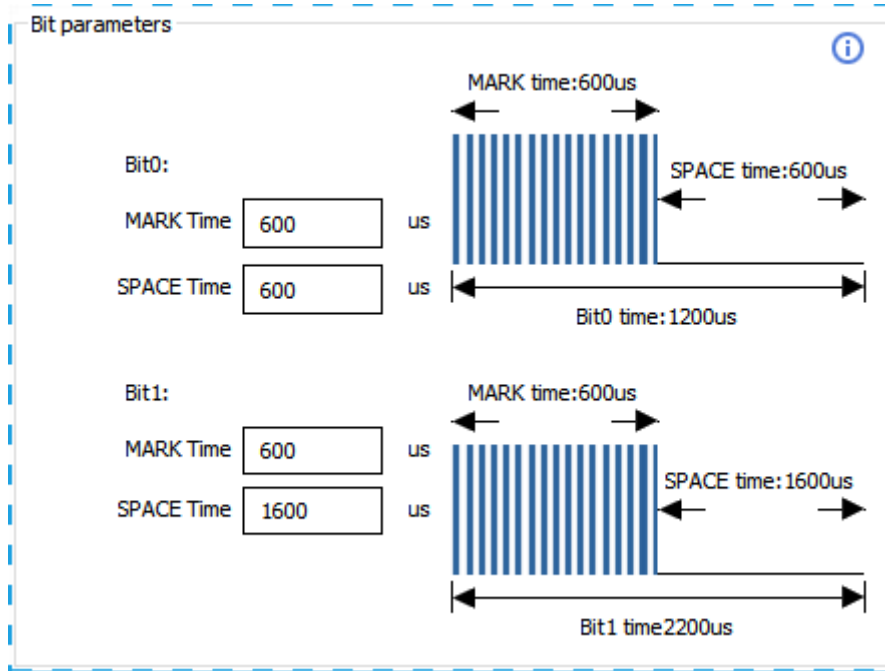 Bit parameters
i
MARK time:600us
Bit0:
SPACE time:600us
MARK Time 600 us
SPACE Time 600 us
Bit0 time:1200us
Bit1:
MARK time:600us
MARK Time 600 us
SPACE time:1600us
SPACE Time 1600 us
Bit1 time2200us